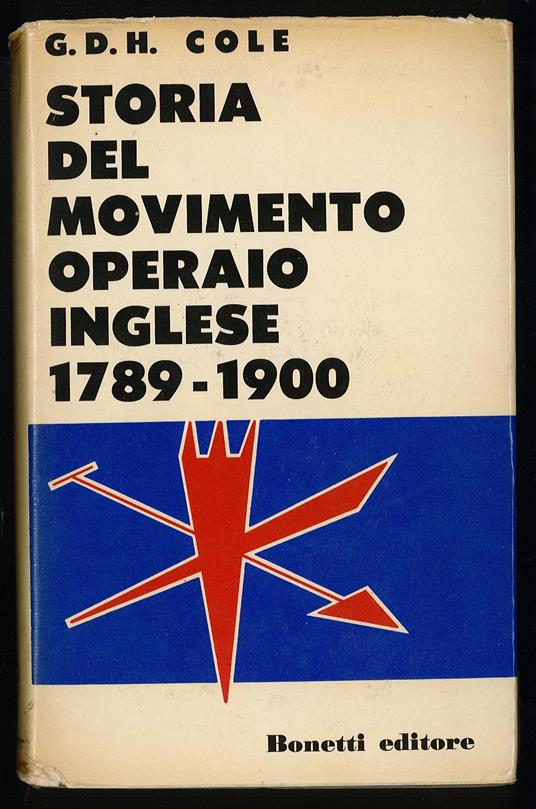 G. D. H. COLE
STORIA
DEL
MOVIMENTO
OPERAIO
INGLESE
1789-1900
Bonetti editore